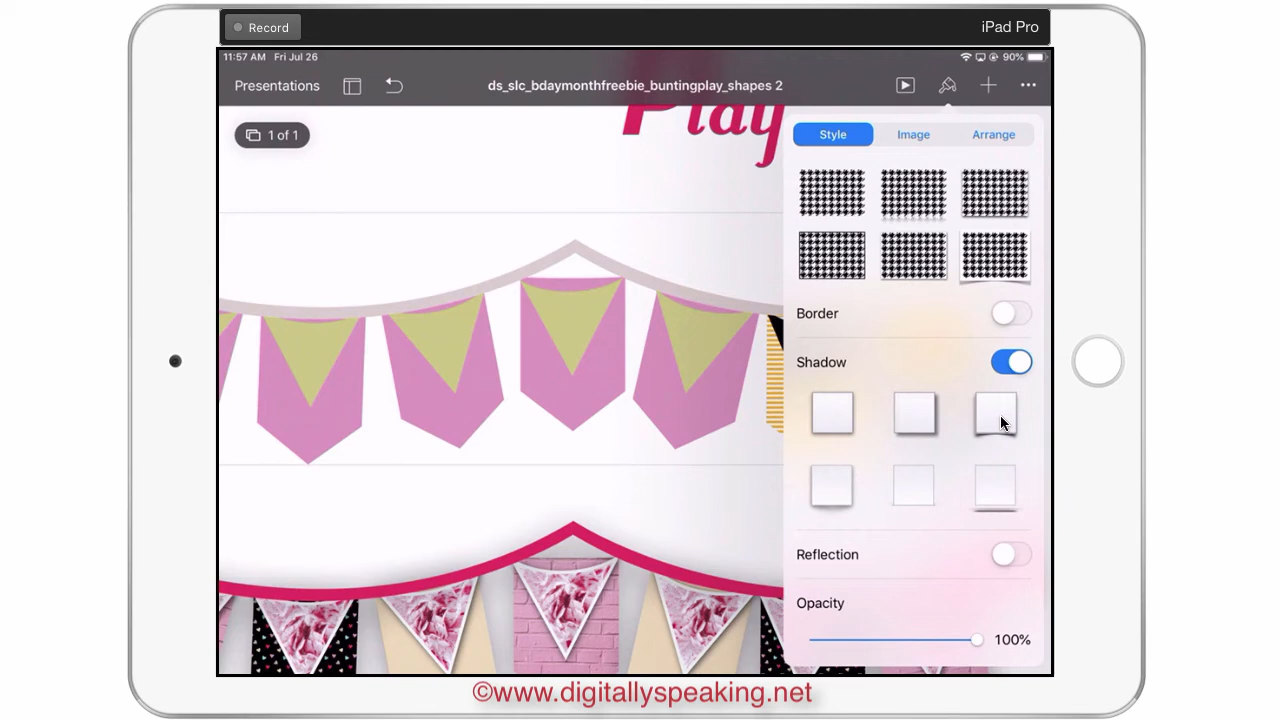 Record
iPad Pro
11:57 AM Fri Jul 26
90%
Presentations
ds_slc_bdaymonthfreebie_buntingplay_shapes 2
1 of 1
Play
Style
Image
Arrange
Border
Shadow
Reflection
Opacity
100%
©www.digitallyspeaking.net